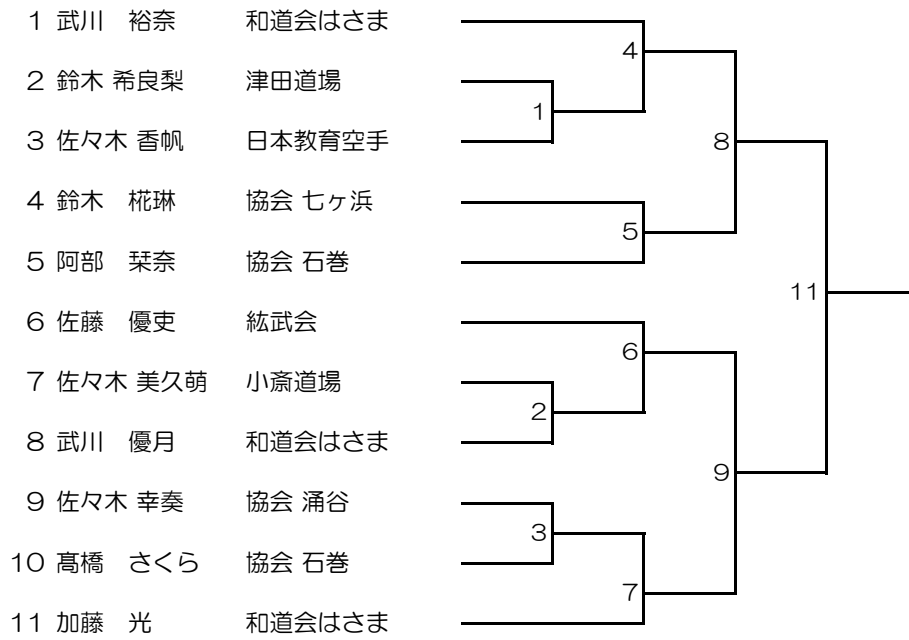 1 武川　裕奈 和道会はさま
4
2 鈴木 希良梨 津田道場
1
3 佐々木 香帆 日本教育空手
8
4 鈴木　椛琳 協会 七ヶ浜
5
5 阿部　栞奈 協会 石巻
11
6 佐藤　優吏 紘武会
6
7 佐々木 美久萌 小斎道場
2
8 武川　優月 和道会はさま
9
9 佐々木 幸奏 協会 涌谷
3
10 髙橋　さくら 協会 石巻
7
11 加藤　光 和道会はさま